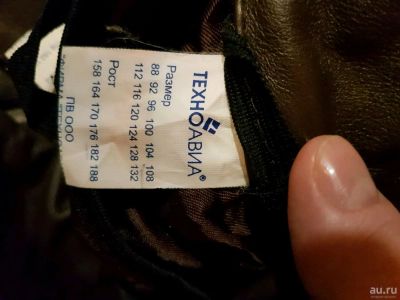 ТЕХНОАВИА®
Размер
88 92 96 100 104 108
112 116 120 124 128 132
Рост
158 164 170 176 182 188
ПВ ООО
au.ru